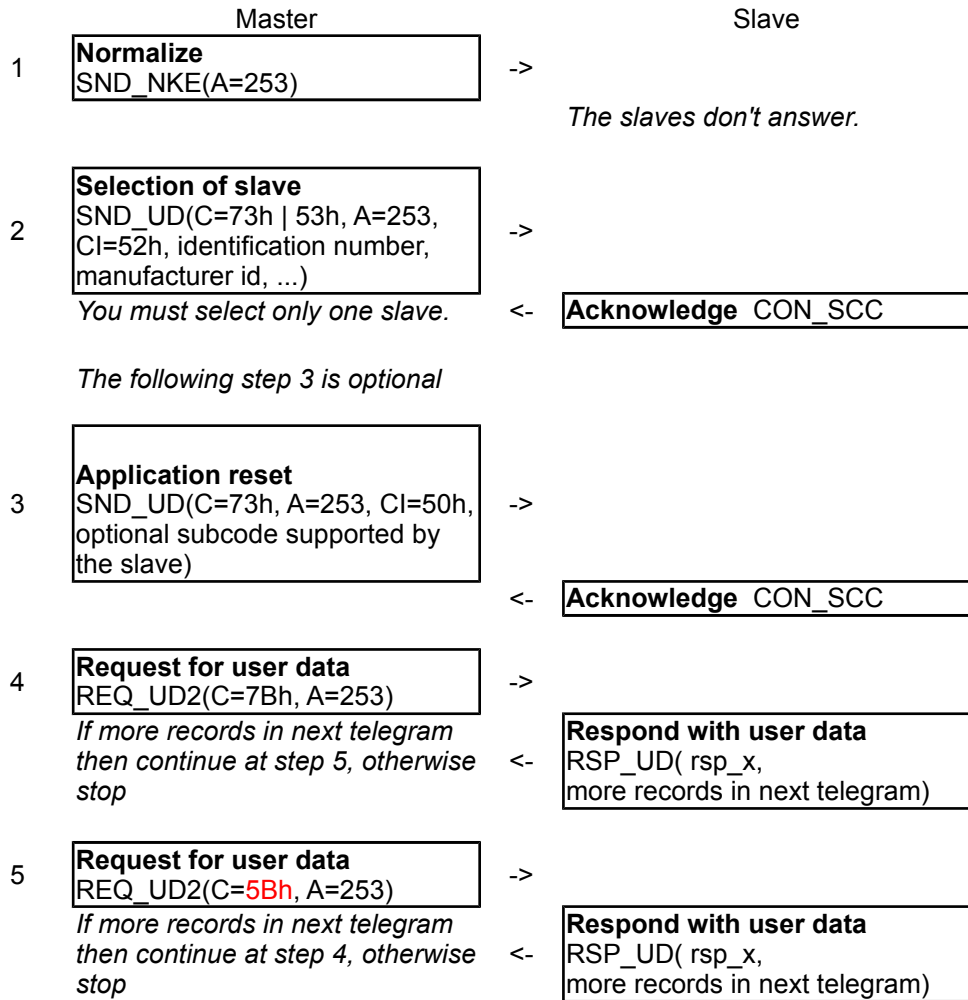 Master Slave
Normalize
1 SND_NKE(A=253) ->
The slaves don't answer.
Selection of slave
SND_UD(C=73h | 53h, A=253,
2 CI=52h, identification number, ->
manufacturer id, ...)
You must select only one slave. <- Acknowledge CON_SCC
The following step 3 is optional
Application reset
3 SND_UD(C=73h, A=253, CI=50h, ->
optional subcode supported by
the slave)
<- Acknowledge CON_SCC
Request for user data
4 REQ_UD2(C=7Bh, A=253) ->
If more records in next telegram Respond with user data
then continue at step 5, otherwise <- RSP_UD( rsp_x,
stop more records in next telegram)
Request for user data
5 REQ_UD2(C=5Bh, A=253) ->
If more records in next telegram Respond with user data
then continue at step 4, otherwise <- RSP_UD( rsp_x,
stop more records in next telegram)